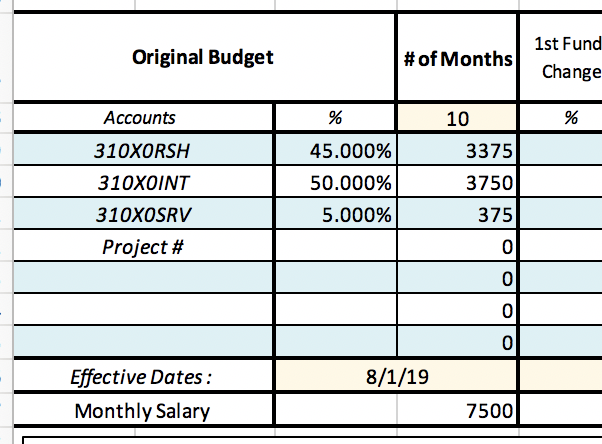 Original Budget # of Months 1st Fund
Change
Accounts % 10 %
310X0RSH 45.000% 3375
310X0INT 50.000% 3750
310X0SRV 5.000% 375
Project # 0
0
0
0
Effective Dates : 8/1/19
Monthly Salary 7500